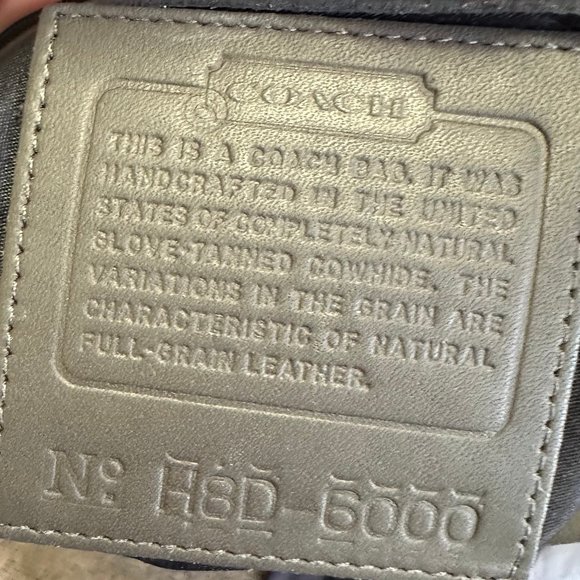 COACH
THIS IS A COACH BAG. IT WAS
HANDCRAFTED IN THE UNITED
STATES OF COMPLETELY NATURAL
GLOVE-TANNED COWHIDE. THE
VARIATIONS IN THE GRAIN ARE
CHARACTERISTIC OF NATURAL
FULL-GRAIN LEATHER.
Nº H8D-6000